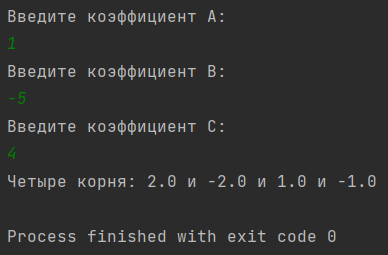 Введите коэффициент A:
1
Введите коэффициент B:
-5
Введите коэффициент C:
4
Четыре корня: 2.0 и -2.0 и 1.0 и -1.0
Process finished with exit code 0